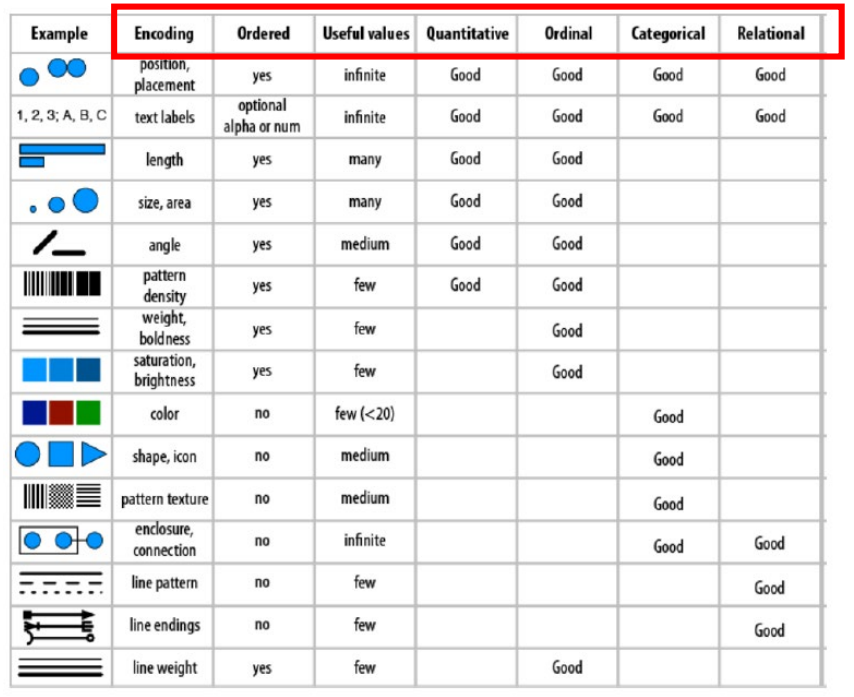 Example Encoding Ordered Useful values Quantitative Ordinal Categorical Relational
position, placement yes infinite Good Good Good Good
1, 2, 3; A, B, C text labels optional alpha or num infinite Good Good Good Good
length yes many Good Good
size, area yes many Good Good
angle yes medium Good Good
pattern density yes few Good Good
weight, boldness yes few Good
saturation, brightness yes few Good
color no few (<20) Good
shape, icon no medium Good
pattern texture no medium Good
enclosure, connection no infinite Good Good
line pattern no few Good
line endings no few Good
line weight yes few Good